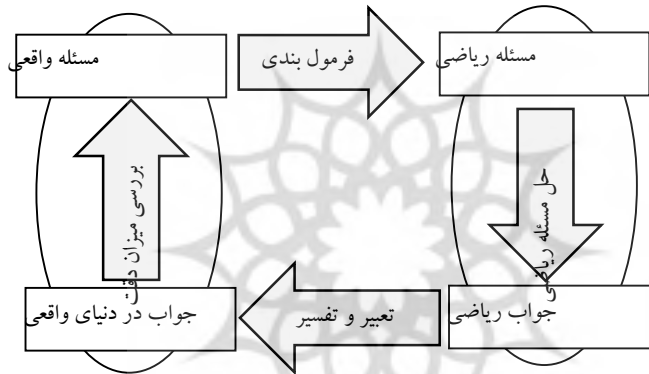 مسئله واقعی
فرمول بندی
مسئله ریاضی
حل مسئله ریاضی
جواب ریاضی
تعبیر و تفسیر
جواب در دنیای واقعی
بررسی میزان دقت